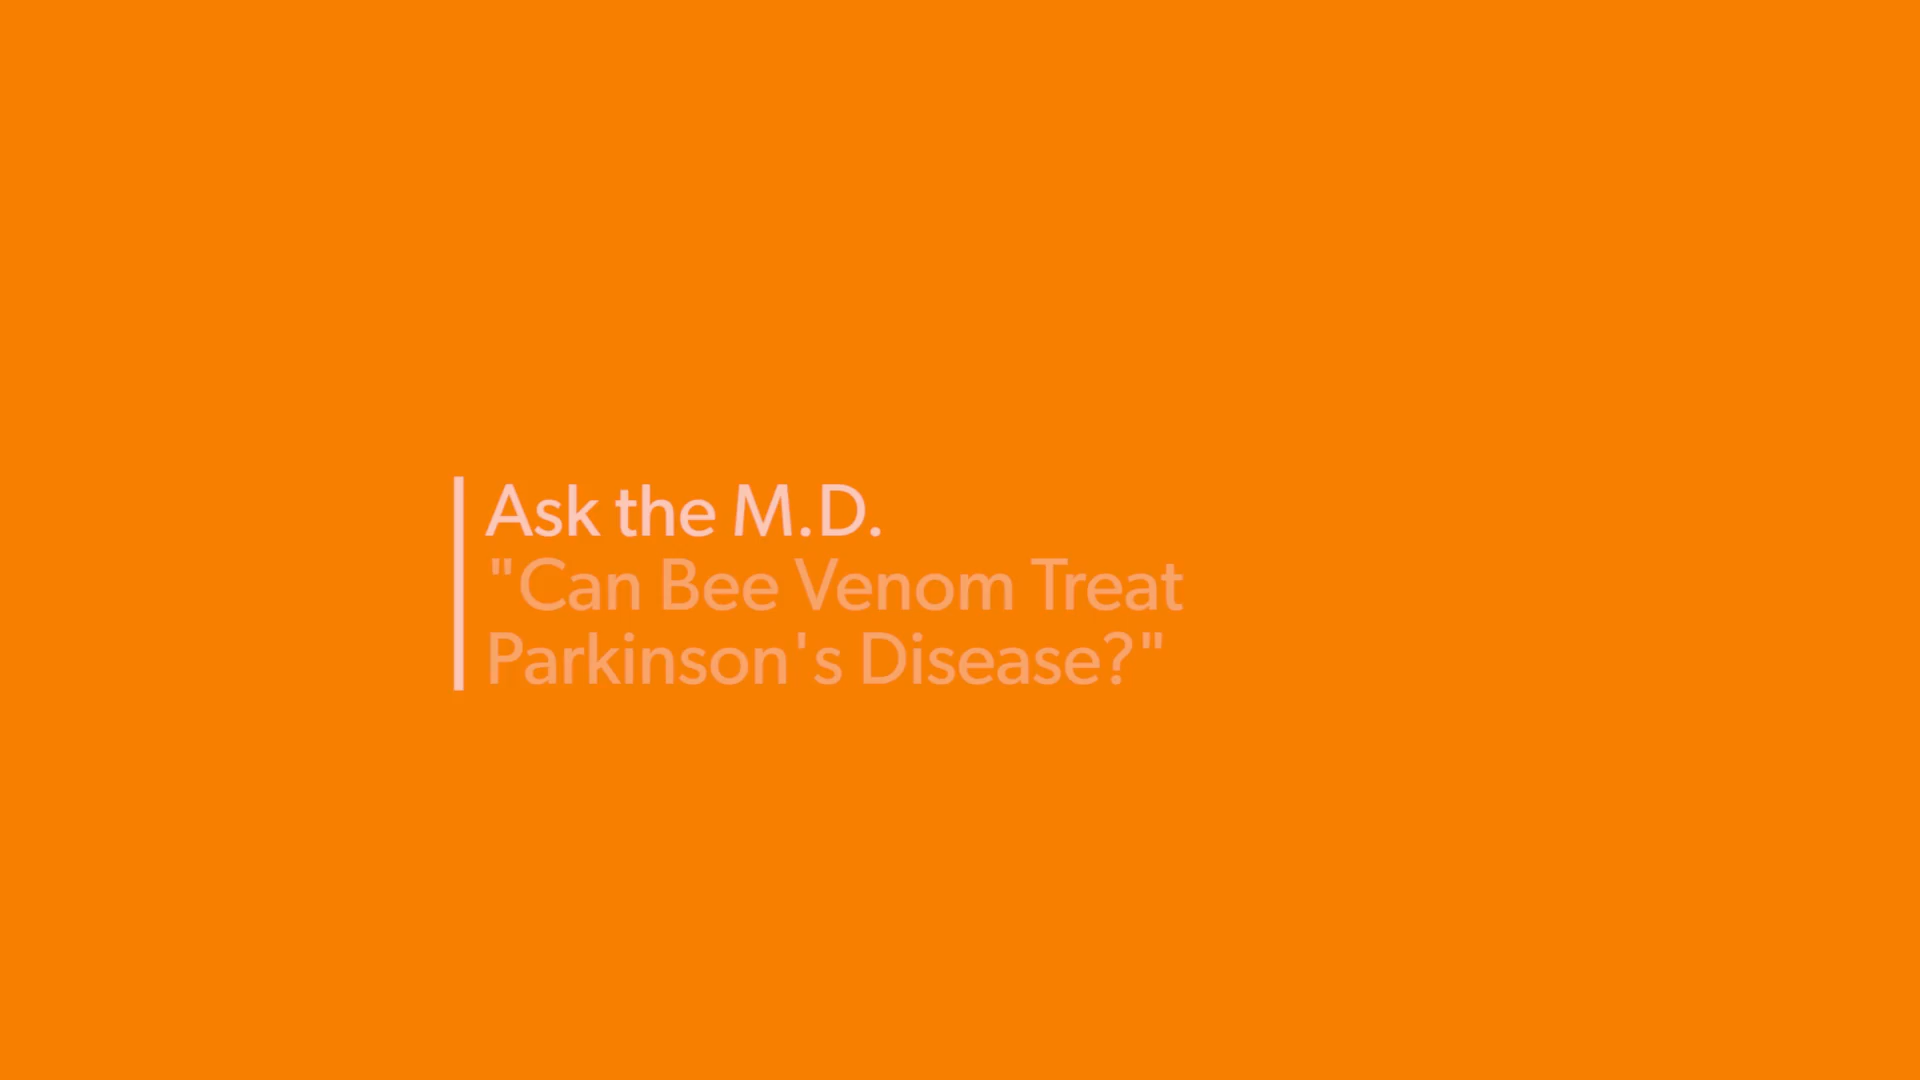 Ask the M.D.
"Can Bee Venom Treat
Parkinson's Disease?"